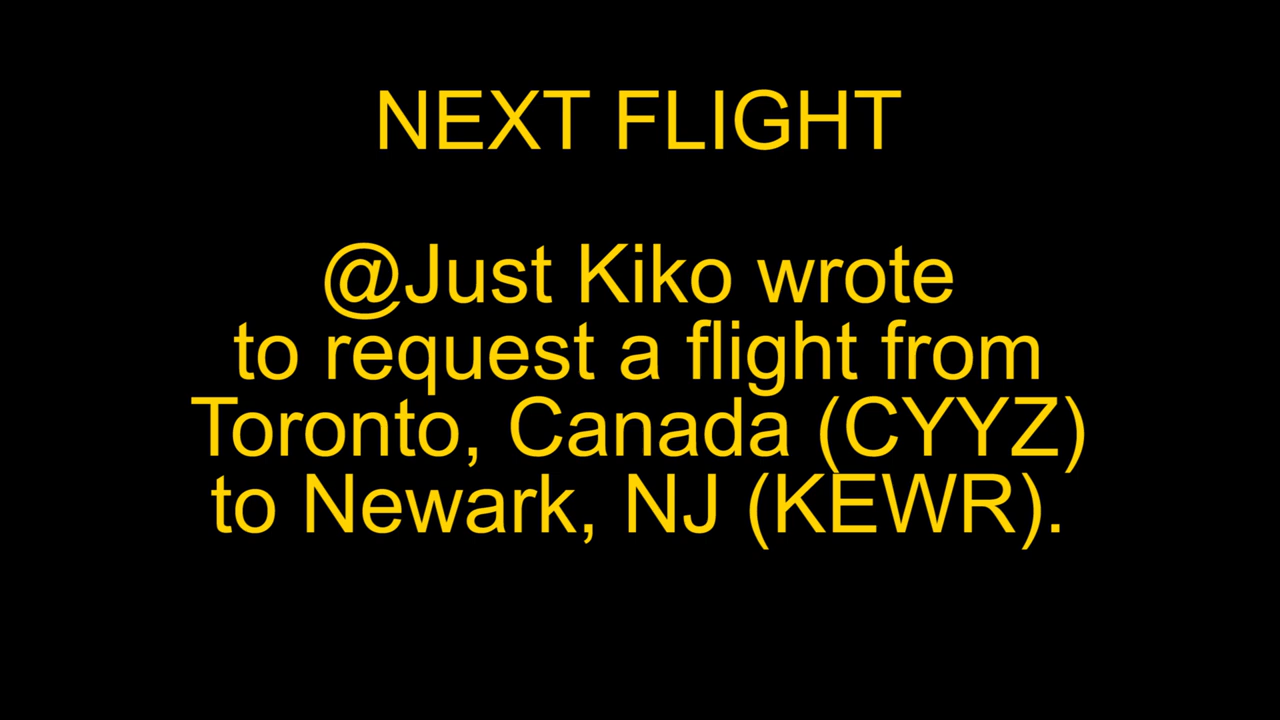 NEXT FLIGHT
@Just Kiko wrote
to request a flight from
Toronto, Canada (CYYZ)
to Newark, NJ (KEWR).